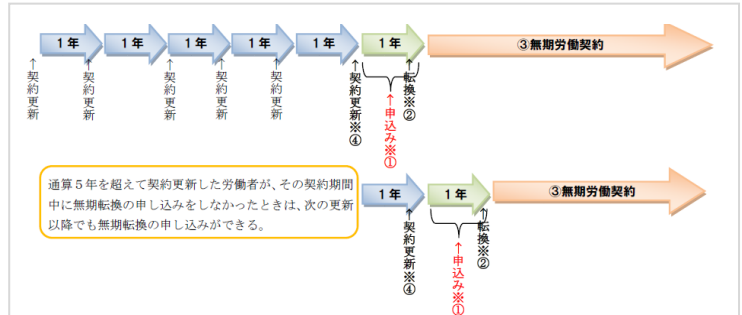 1年
1年
1年
1年
1年
1年
③無期労働契約
↑契約更新
↑契約更新
↑契約更新
↑契約更新
↑契約更新
↑契約更新※④
↑申込み※①
↑転換※②
通算5年を超えて契約更新した労働者が、その契約期間
中に無期転換の申し込みをしなかったときは、次の更新
以降でも無期転換の申し込みができる。
1年
1年
③無期労働契約
↑契約更新※④
↑申込み※①
↑転換※②